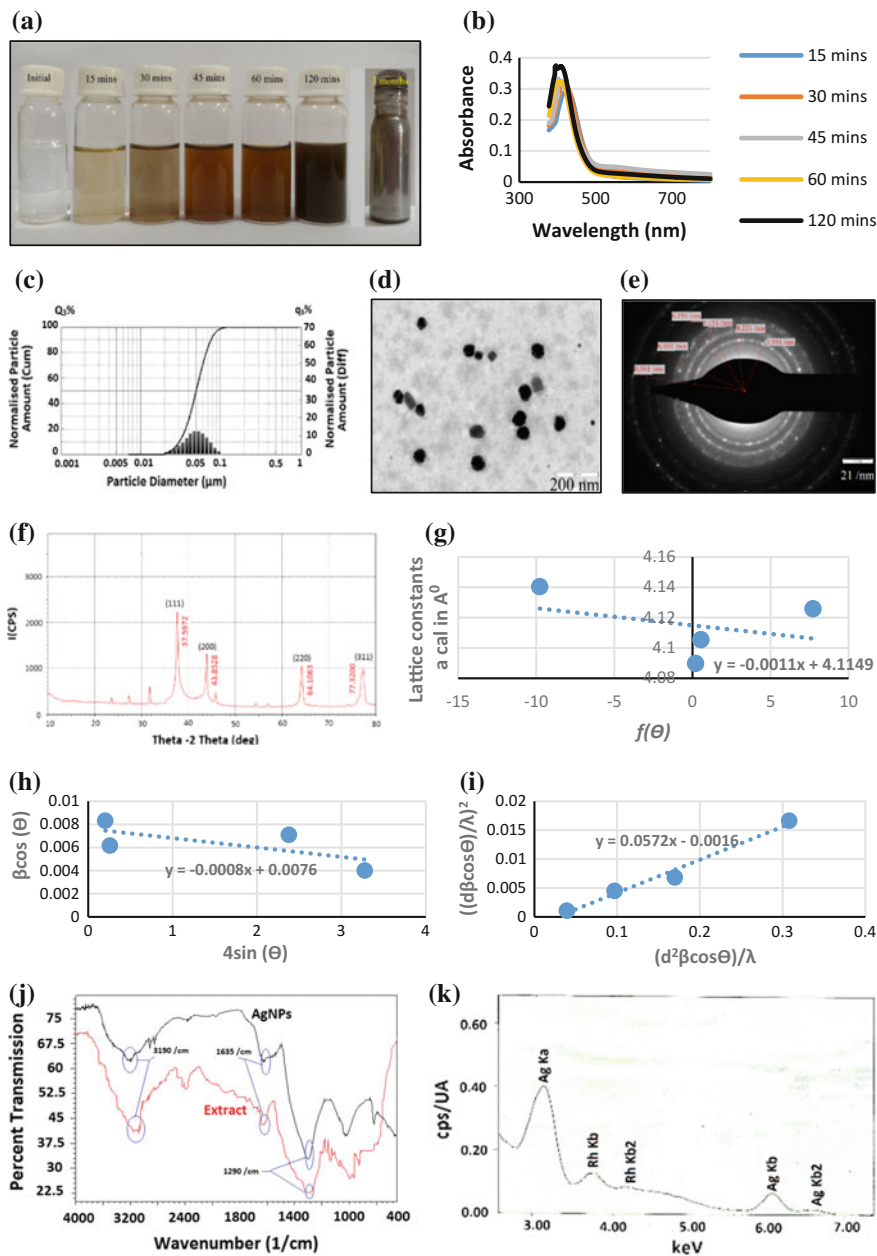 (a)
Initial
15 mins
30 mins
45 mins
60 mins
120 mins
months
(b)
Absorbance
0.4
0.3
0.2
0.1
0
300
500
700
Wavelength (nm)
15 mins
30 mins
45 mins
60 mins
120 mins
(c)
Q₃%
q₃%
Normalised Particle
Amount (Cum)
100
90
80
70
60
50
40
30
20
10
0
70
60
50
40
30
20
10
0
Normalised Particle
Amount (Diff)
0.001
0.005
0.01
0.05
0.1
0.5
1
Particle Diameter (μm)
(d)
200 nm
(e)
21 /nm
(f)
I(CPS)
3000
2000
1000
0
(111)
37.5972
(200)
43.8528
(220)
64.1063
(311)
77.3200
10
20
30
40
50
60
70
80
Theta -2 Theta (deg)
(g)
Lattice constants
a cal in A⁰
4.16
4.14
4.12
4.1
4.08
y = -0.0011x + 4.1149
-15
-10
-5
0
5
10
f(Θ)
(h)
βcos (Θ)
0.01
0.008
0.006
0.004
0.002
0
y = -0.0008x + 0.0076
0
1
2
3
4
4sin (Θ)
(i)
((dβcosΘ)/λ)²
0.02
0.015
0.01
0.005
0
y = 0.0572x - 0.0016
0
0.1
0.2
0.3
0.4
(d²βcosΘ)/λ
(j)
Percent Transmission
75
60
52.5
45
37.5
30
22.5
AgNPs
3190 /cm
1635 /cm
Extract
1290 /cm
4000
3200
2400
1600
1000
400
Wavenumber (1/cm)
(k)
cps/UA
0.60
0.40
0.20
0.00
Ag Ka
Rh Kb
Rh Kb2
Ag Kb
Ag Kb2
3.00
4.00
5.00
6.00
7.00
keV